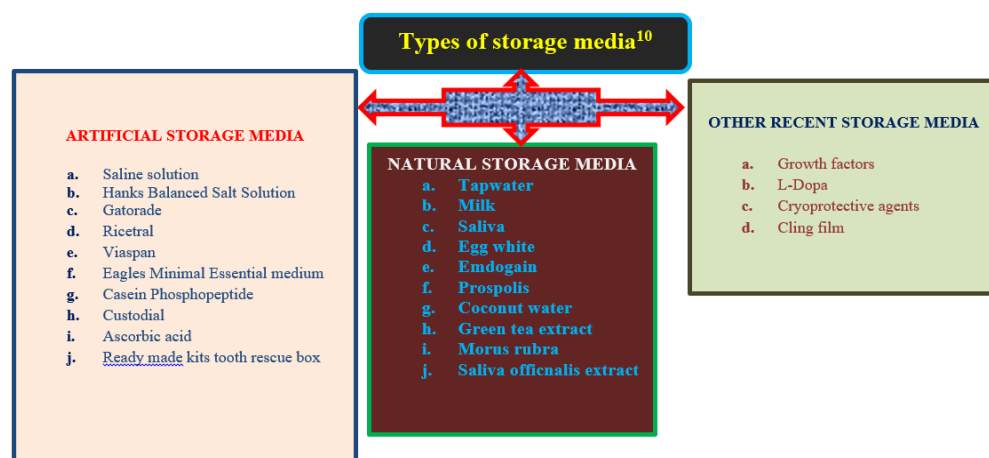 Types of storage media10
ARTIFICIAL STORAGE MEDIA
a. Saline solution
b. Hanks Balanced Salt Solution
c. Gatorade
d. Ricetral
e. Viaspan
f. Eagles Minimal Essential medium
g. Casein Phosphopeptide
h. Custodial
i. Ascorbic acid
j. Ready made kits tooth rescue box
NATURAL STORAGE MEDIA
a. Tapwater
b. Milk
c. Saliva
d. Egg white
e. Emdogain
f. Prospolis
g. Coconut water
h. Green tea extract
i. Morus rubra
j. Saliva officnalis extract
OTHER RECENT STORAGE MEDIA
a. Growth factors
b. L-Dopa
c. Cryoprotective agents
d. Cling film